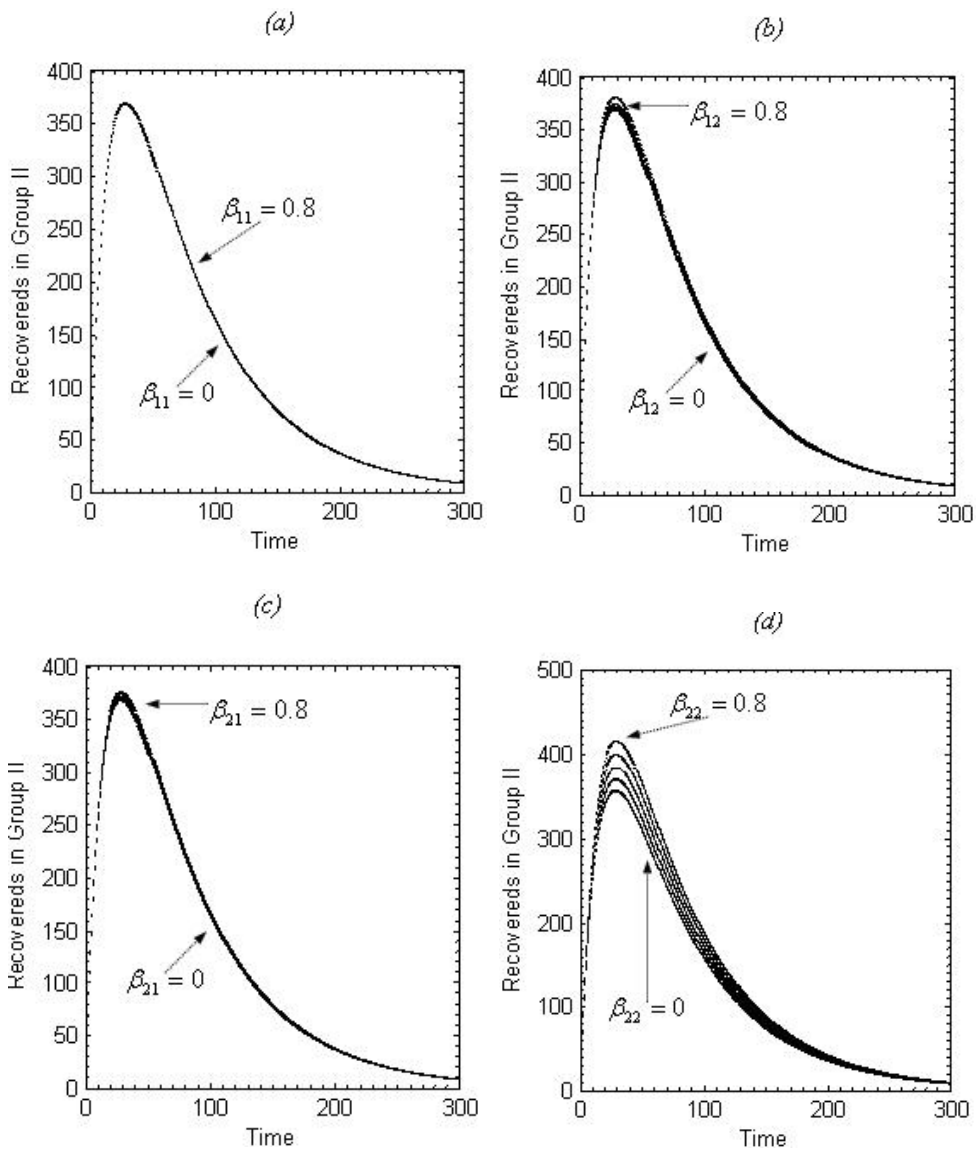 (a)
400
350
300
250
200
150
100
50
0
Recovereds in Group II
β₁₁ = 0.8
β₁₁ = 0
0 100 200 300
Time
(b)
400
350
300
250
200
150
100
50
0
Recovereds in Group II
β₁₂ = 0.8
β₁₂ = 0
0 100 200 300
Time
(c)
400
350
300
250
200
150
100
50
0
Recovereds in Group II
β₂₁ = 0.8
β₂₁ = 0
0 100 200 300
Time
(d)
500
400
300
200
100
0
Recovereds in Group II
β₂₂ = 0.8
β₂₂ = 0
0 100 200 300
Time